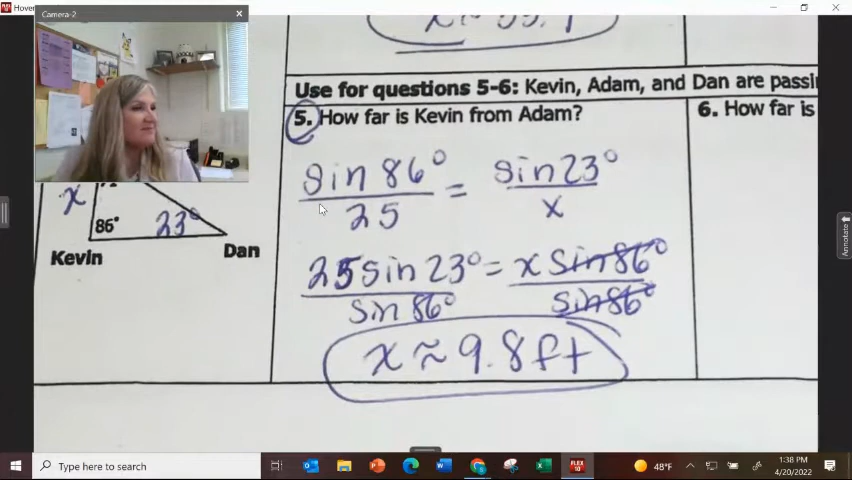 Hover
Camera-2
Use for questions 5-6: Kevin, Adam, and Dan are passi
5. How far is Kevin from Adam?
6. How far is
sin 86° / 25 = sin 23° / x
x
86°
23°
Kevin
Dan
25 sin 23° / sin 86° = x sin 86° / sin 86°
x ≈ 9.8 ft
Annotate
Type here to search
FLEX 10
48°F
1:38 PM
4/20/2022